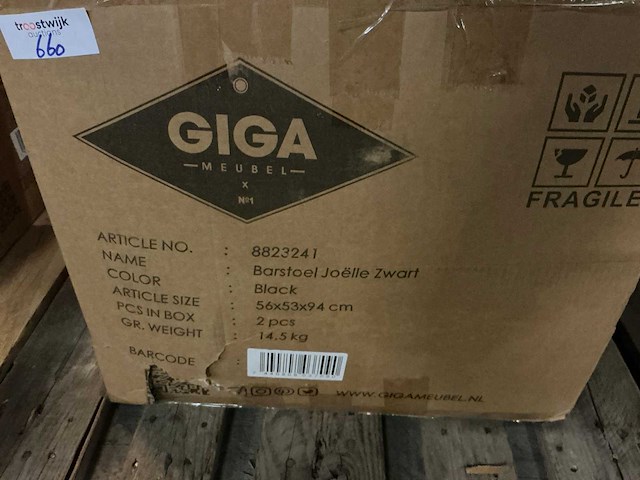 troostwijk
auctions
660
GIGA
MEUBEL
x
Nº1
FRAGILE
ARTICLE NO. : 8823241
NAME : Barstoel Joëlle Zwart
COLOR : Black
ARTICLE SIZE : 56x53x94 cm
PCS IN BOX : 2 pcs
GR. WEIGHT : 14.5 kg
BARCODE :
WWW.GIGAMEUBEL.NL